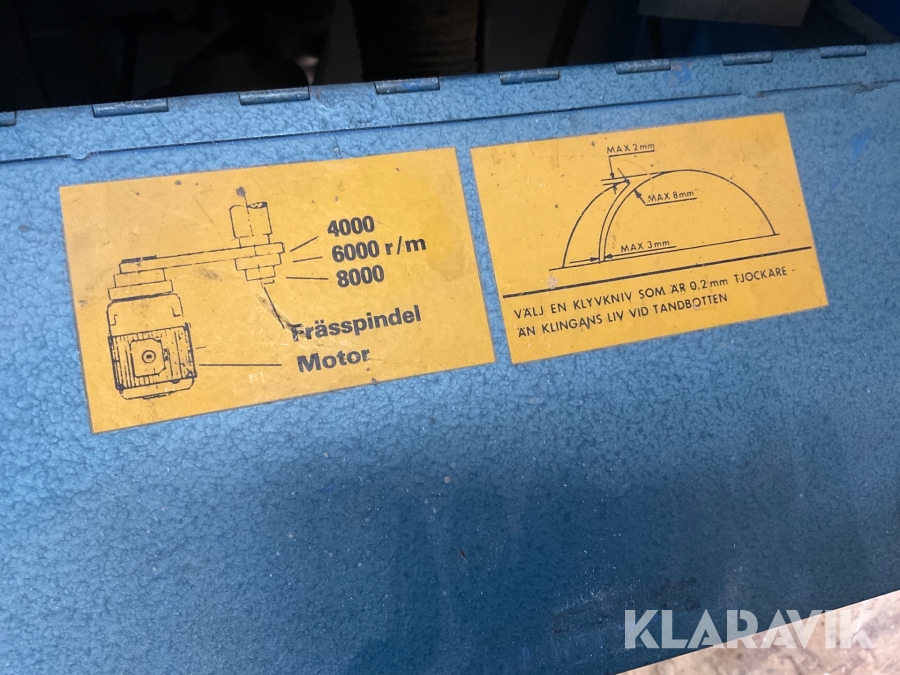 4000
6000 r/m
8000
Frässpindel
Motor
MAX 2mm
MAX 8mm
MAX 3mm
VÄLJ EN KLYVKNIV SOM ÄR 0,2mm TJOCKARE -
ÄN KLINGANS LIV VID TANDBOTTEN
KLARAVIK